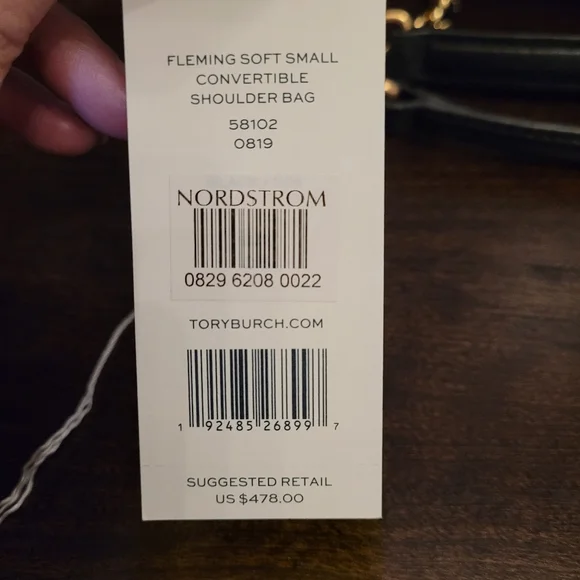 FLEMING SOFT SMALL
CONVERTIBLE
SHOULDER BAG
58102
0819
NORDSTROM
0829 6208 0022
TORYBURCH.COM
1 92485 26899 7
SUGGESTED RETAIL
US $478.00